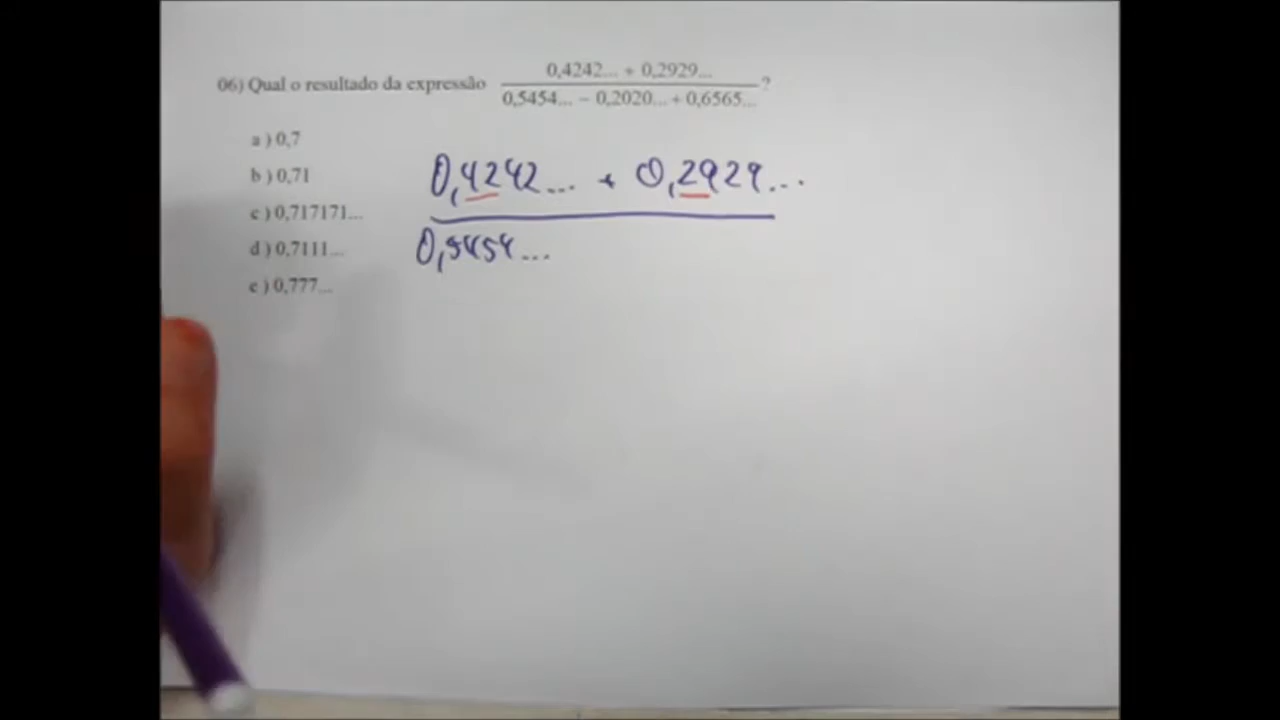 06) Qual o resultado da expressão
0,4242... + 0,2929...
0,5454... − 0,2020... + 0,6565...
?
a ) 0,7
b ) 0,71
c ) 0,717171...
d ) 0,7111...
e ) 0,777...
0,4242... + 0,2929...
0,5454...